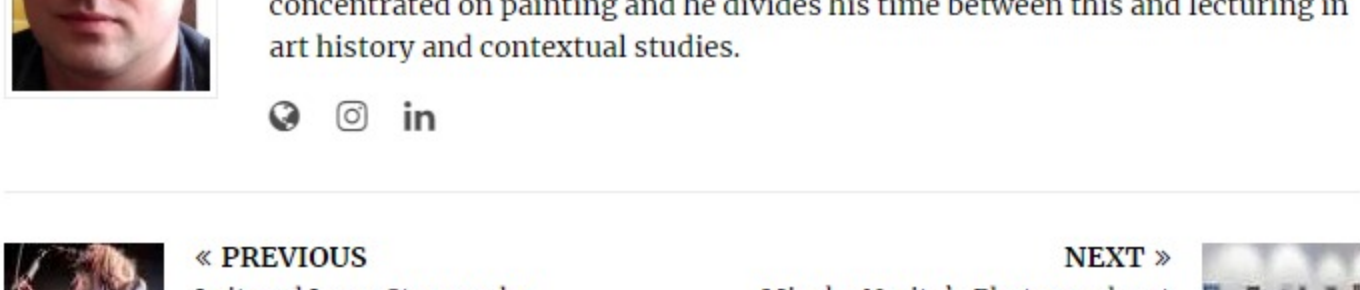 concentrated on painting and he divides his time between this and lecturing in
art history and contextual studies.
in
« PREVIOUS
NEXT »